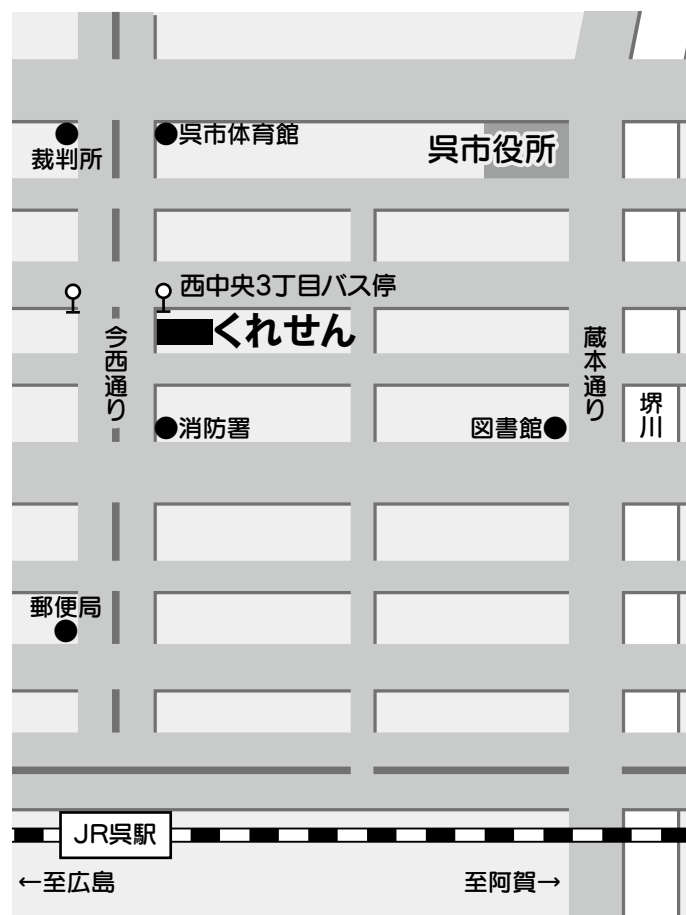 呉市体育館
呉市役所
裁判所
西中央3丁目バス停
くれせん
今西通り
蔵本通り
堺川
消防署
図書館
郵便局
JR呉駅
←至広島
至阿賀→